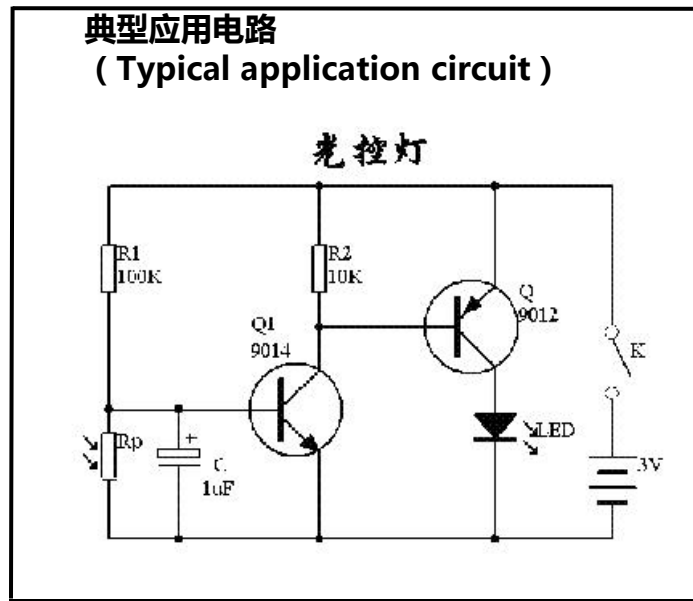 典型应用电路
（Typical application circuit）
光控灯
R1
100K
R2
10K
Q
9012
Q1
9014
K
Rp
+
C
1uF
LED
3V